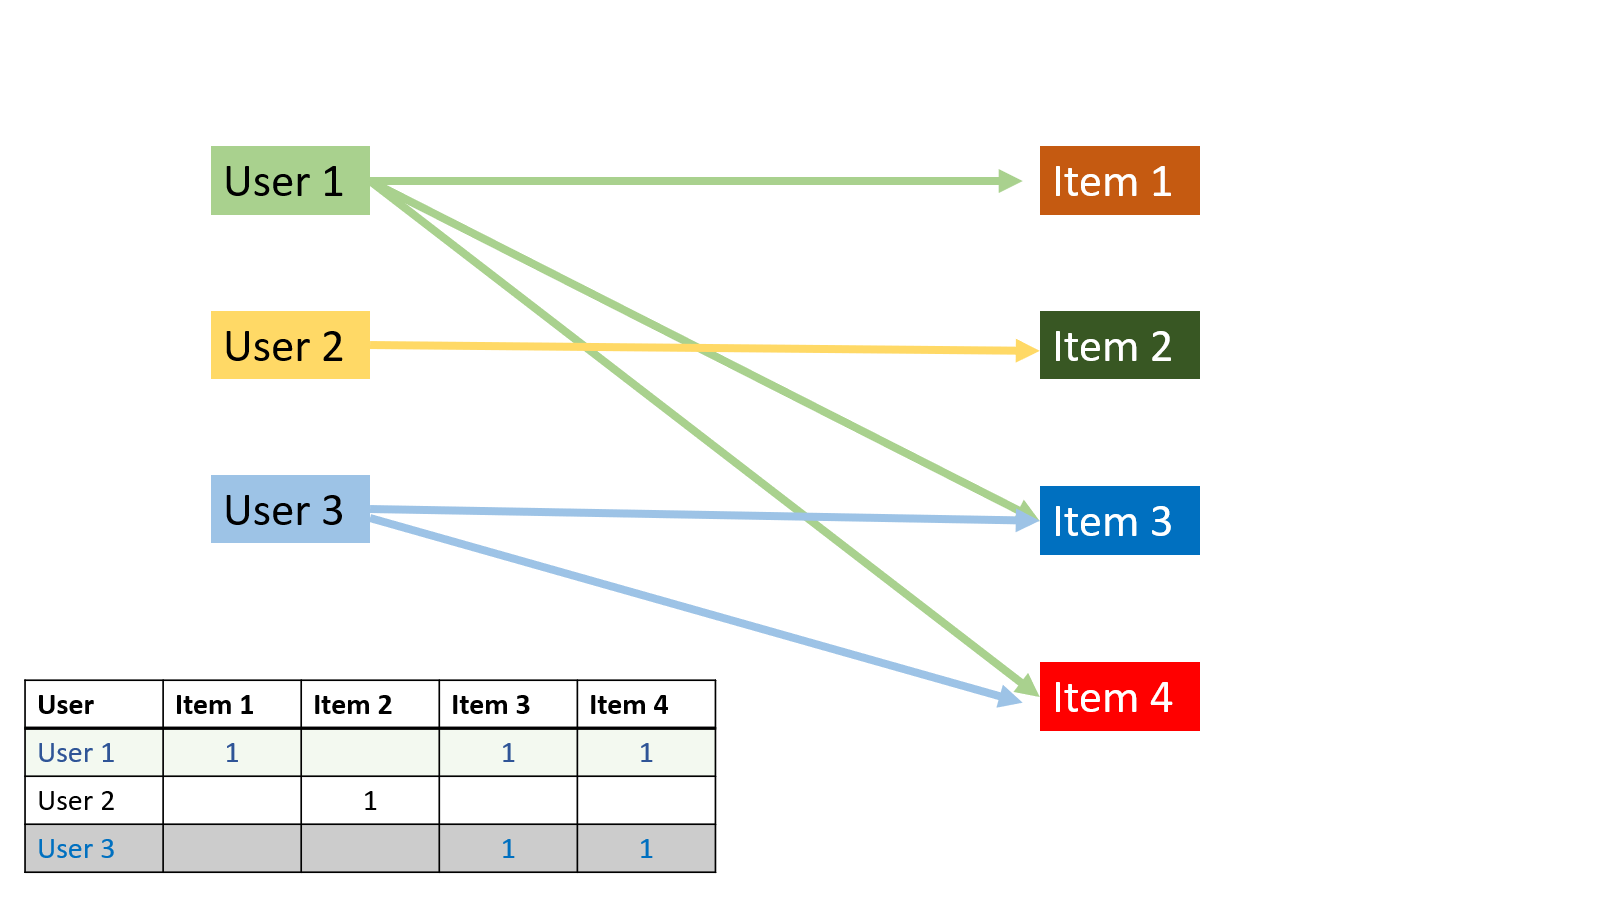 User 1
Item 1
User 2
Item 2
User 3
Item 3
Item 4
User Item 1 Item 2 Item 3 Item 4
User 1 1 1 1
User 2 1
User 3 1 1